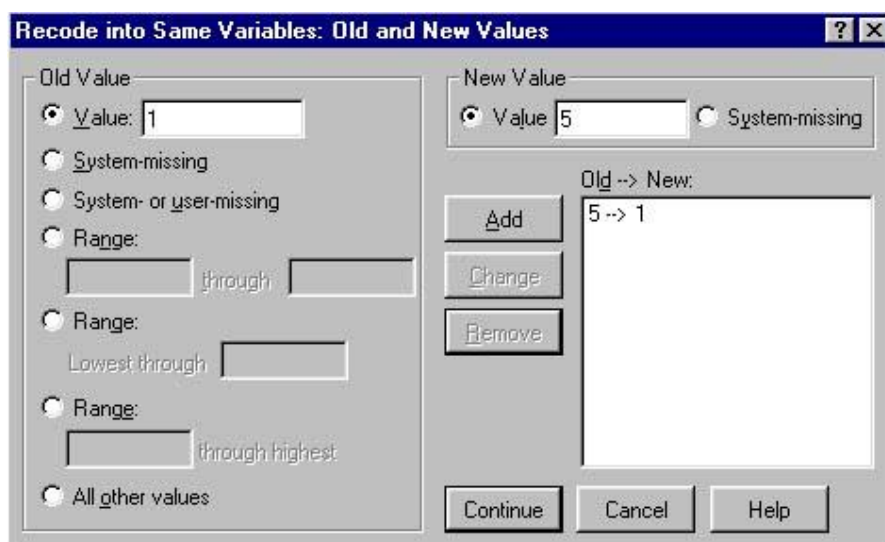 Recode into Same Variables: Old and New Values
Old Value
Value: 1
System-missing
System- or user-missing
Range:
through
Range:
Lowest through
Range:
through highest
All other values
New Value
Value 5 System-missing
Old --> New:
5 --> 1
Add
Change
Remove
Continue Cancel Help